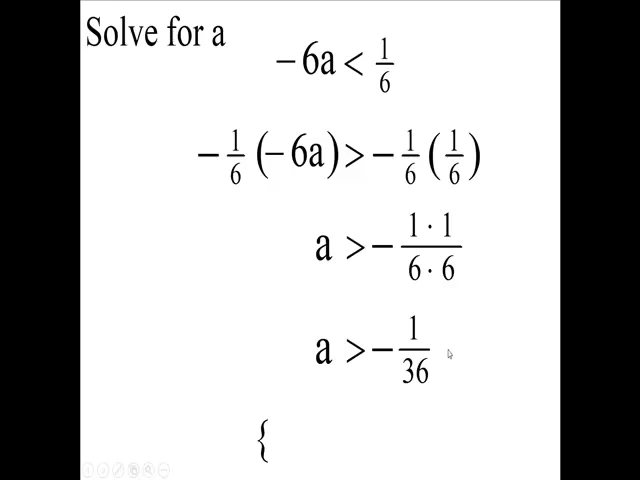 Solve for a
−6a < 1/6
−1/6 (−6a) > −1/6 (1/6)
a > − (1 · 1)/(6 · 6)
a > − 1/36
{